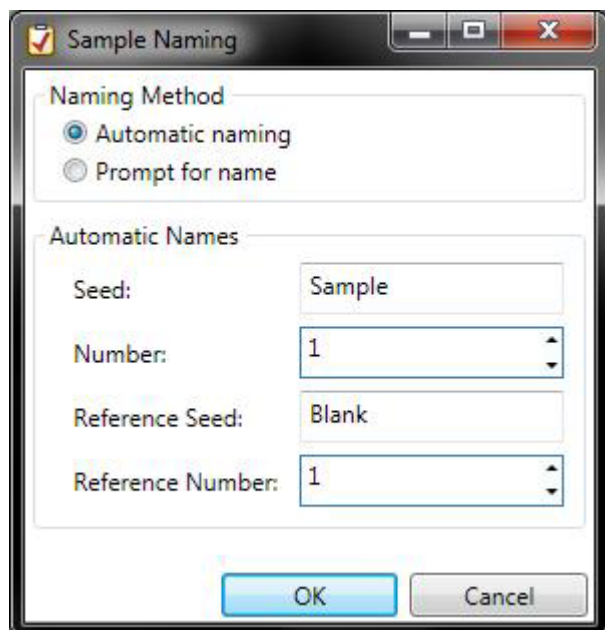 Sample Naming
Naming Method
Automatic naming
Prompt for name
Automatic Names
Seed: Sample
Number: 1
Reference Seed: Blank
Reference Number: 1
OK Cancel